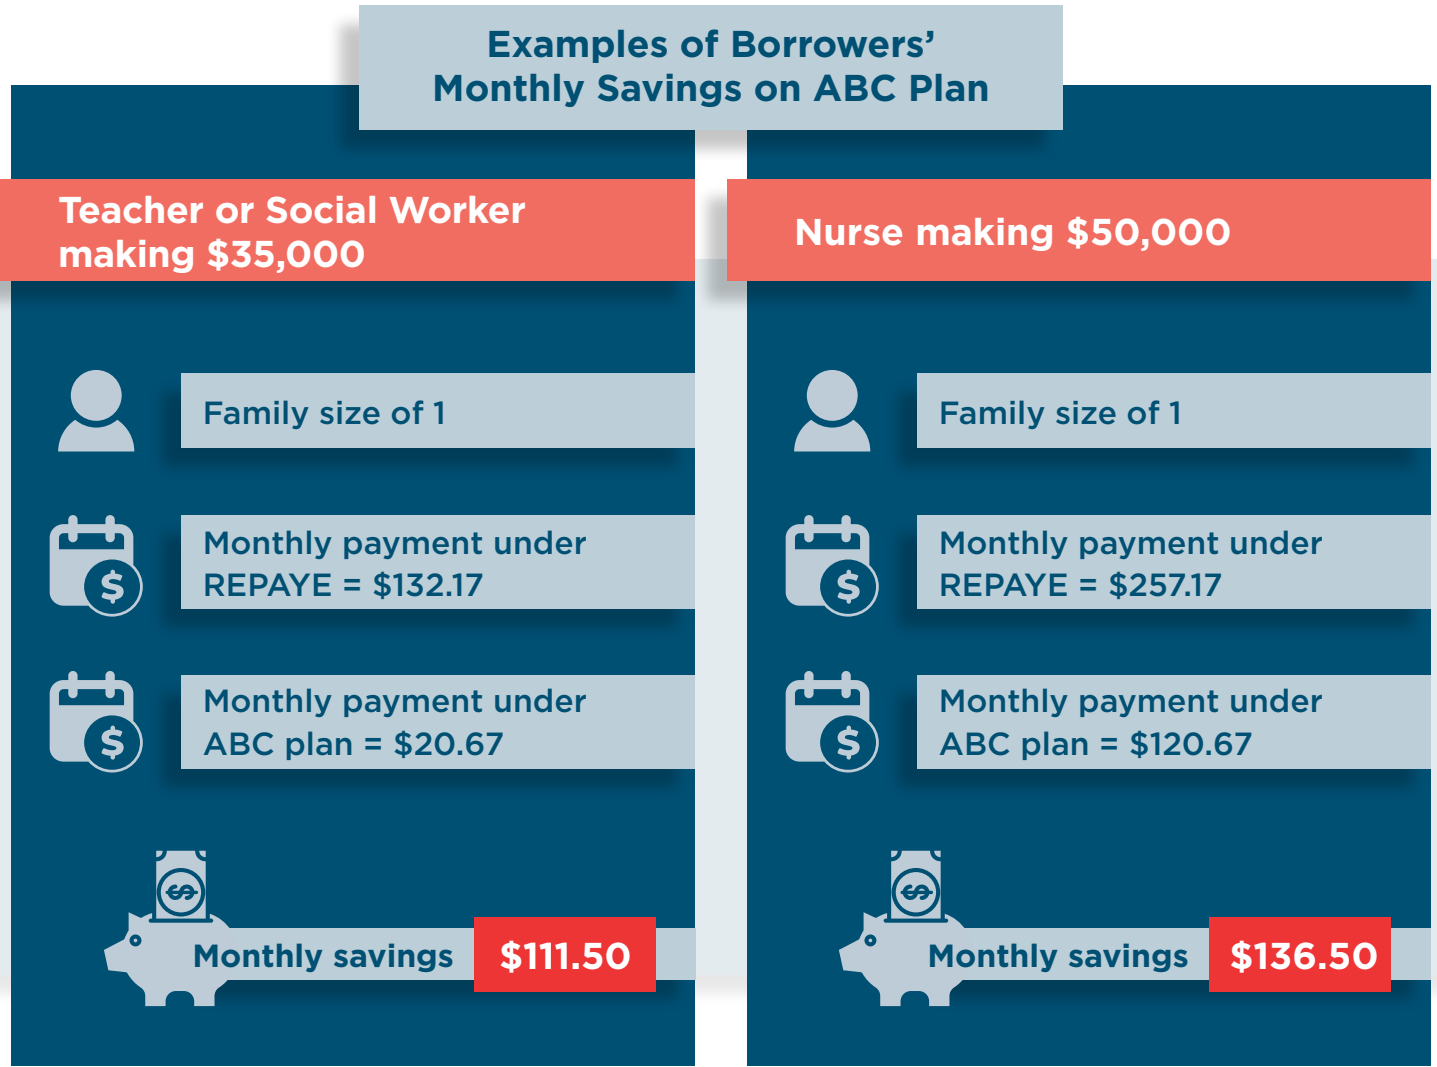 Examples of Borrowers’
Monthly Savings on ABC Plan
Teacher or Social Worker
making $35,000
Family size of 1
Monthly payment under
REPAYE = $132.17
Monthly payment under
ABC plan = $20.67
Monthly savings $111.50
Nurse making $50,000
Family size of 1
Monthly payment under
REPAYE = $257.17
Monthly payment under
ABC plan = $120.67
Monthly savings $136.50